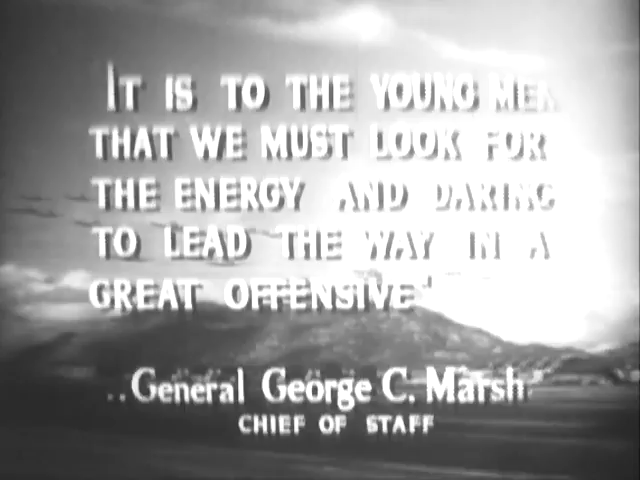 IT IS TO THE YOUNG MEN
THAT WE MUST LOOK FOR
THE ENERGY AND DARING
TO LEAD THE WAY IN A
GREAT OFFENSIVE"
..General George C. Marsh
CHIEF OF STAFF